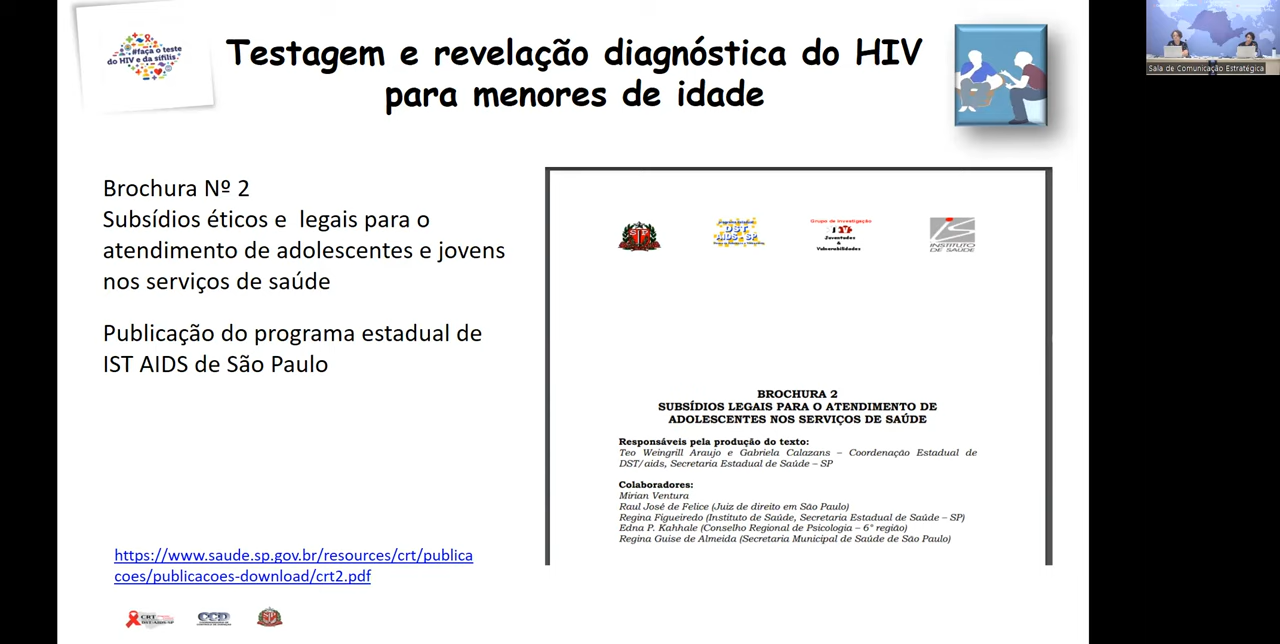 #faça o teste
do HIV e da sífilis
Testagem e revelação diagnóstica do HIV
para menores de idade
Sala de Comunicação Estratégica
Brochura Nº 2
Subsídios éticos e legais para o
atendimento de adolescentes e jovens
nos serviços de saúde
Publicação do programa estadual de
IST AIDS de São Paulo
DST
AIDS-SP
Grupo de Investigação
Juventudes
&
Vulnerabilidades
INSTITUTO
DE SAÚDE
BROCHURA 2
SUBSÍDIOS LEGAIS PARA O ATENDIMENTO DE
ADOLESCENTES NOS SERVIÇOS DE SAÚDE
Responsáveis pela produção do texto:
Teo Weingrill Araujo e Gabriela Calazans – Coordenação Estadual de
DST/aids, Secretaria Estadual de Saúde – SP
Colaboradores:
Mirian Ventura
Raul José de Felice (Juiz de direito em São Paulo)
Regina Figueiredo (Instituto de Saúde, Secretaria Estadual de Saúde – SP)
Edna P. Kahhale (Conselho Regional de Psicologia – 6ª região)
Regina Guise de Almeida (Secretaria Municipal de Saúde de São Paulo)
https://www.saude.sp.gov.br/resources/crt/publica
coes/publicacoes-download/crt2.pdf
CRT
DST/AIDS-SP
CCD